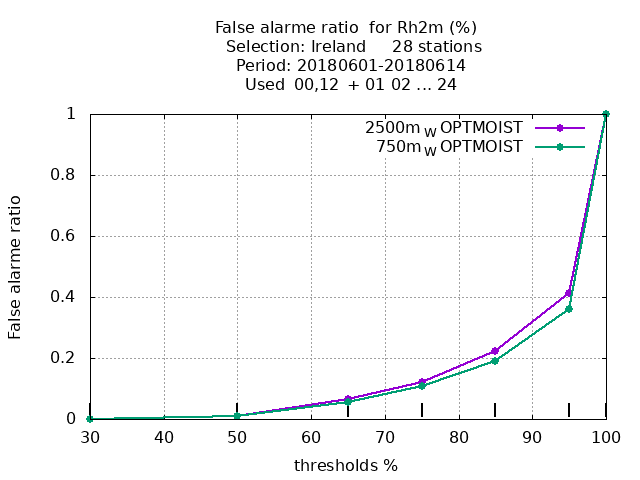 False alarme ratio  for Rh2m (%)
Selection: Ireland     28 stations
Period: 20180601-20180614
Used  00,12  + 01 02 ... 24
2500m_W OPTMOIST
750m_W OPTMOIST
False alarme ratio
1
0.8
0.6
0.4
0.2
0
30 40 50 60 70 80 90 100
thresholds %